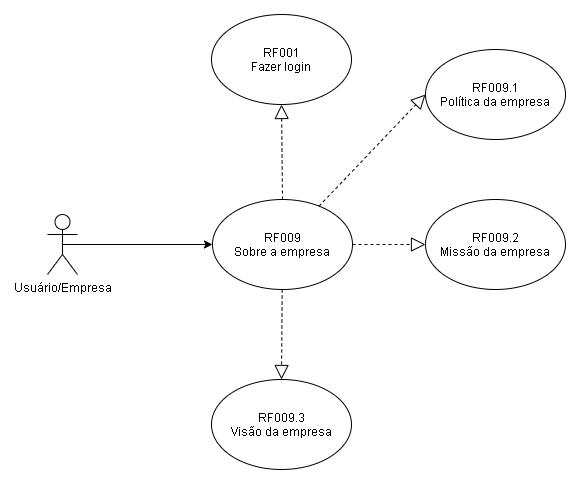 RF001
Fazer login
RF009.1
Política da empresa
RF009
Sobre a empresa
RF009.2
Missão da empresa
Usuário/Empresa
RF009.3
Visão da empresa